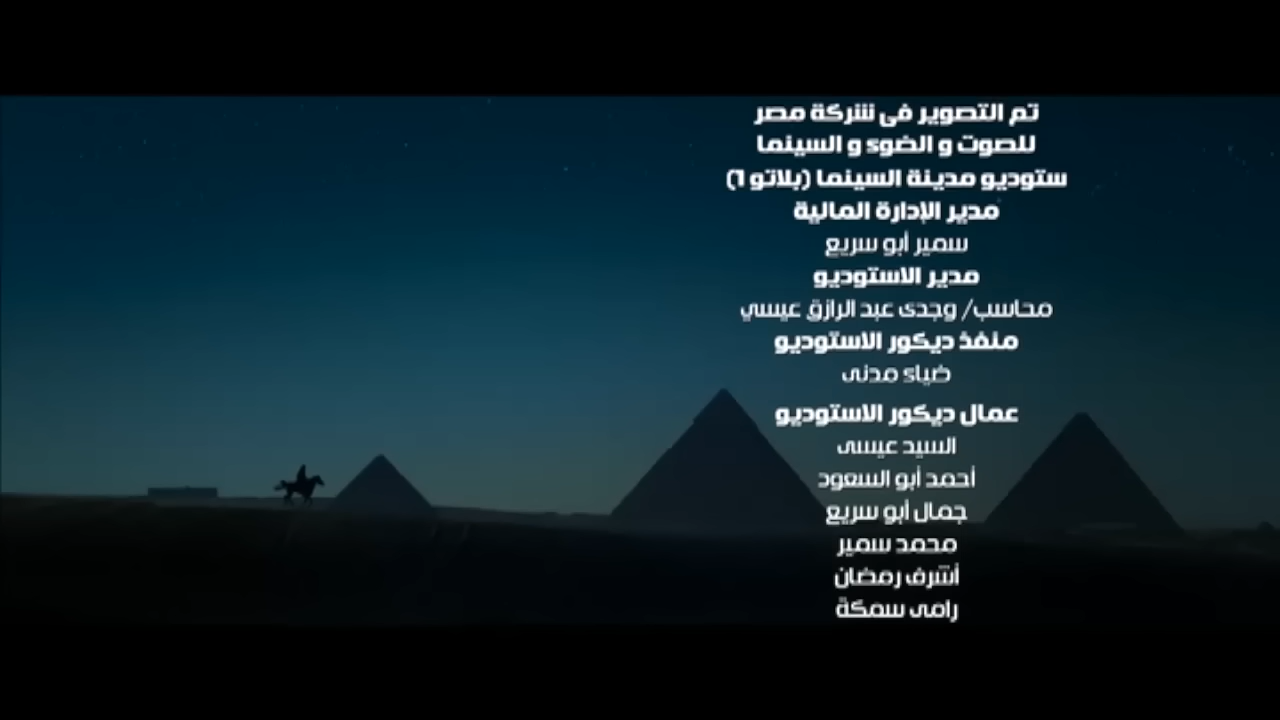 تم التصوير فى شركة مصر
للصوت و الضوء و السينما
ستوديو مدينة السينما (بلاتو 1)
مدير الإدارة المالية
سمير أبو سريع
مدير الاستوديو
محاسب/ وجدى عبد الرازق عيسي
منفذ ديكور الاستوديو
ضياء مدنى
عمال ديكور الاستوديو
السيد عيسى
أحمد أبو السعود
جمال أبو سريع
محمد سمير
أشرف رمضان
رامى سمكة